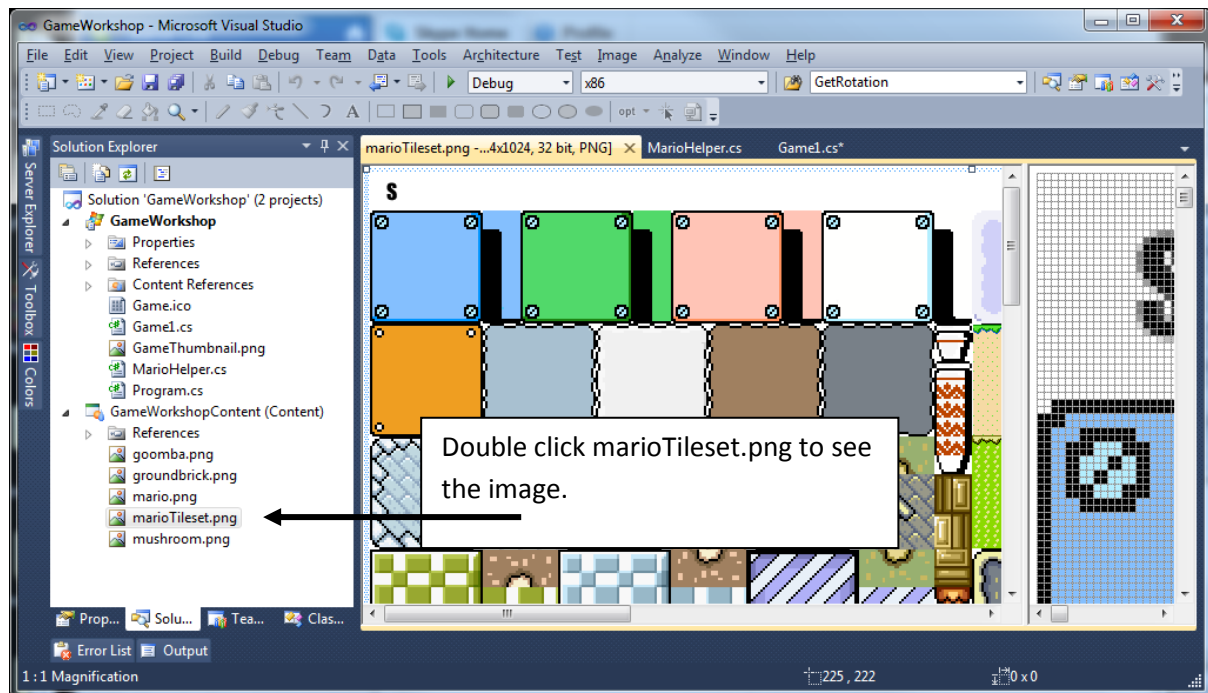 GameWorkshop - Microsoft Visual Studio
File Edit View Project Build Debug Team Data Tools Architecture Test Image Analyze Window Help
Debug x86 GetRotation
A opt
Solution Explorer
marioTileset.png -...4x1024, 32 bit, PNG] MarioHelper.cs Game1.cs*
Server Explorer
Toolbox
Colors
Solution 'GameWorkshop' (2 projects)
GameWorkshop
Properties
References
Content References
Game.ico
Game1.cs
GameThumbnail.png
MarioHelper.cs
Program.cs
GameWorkshopContent (Content)
References
goomba.png
groundbrick.png
mario.png
marioTileset.png
mushroom.png
S
Double click marioTileset.png to see
the image.
S
Prop... Solu... Tea... Clas...
Error List Output
1 : 1 Magnification 225 , 222 0 x 0